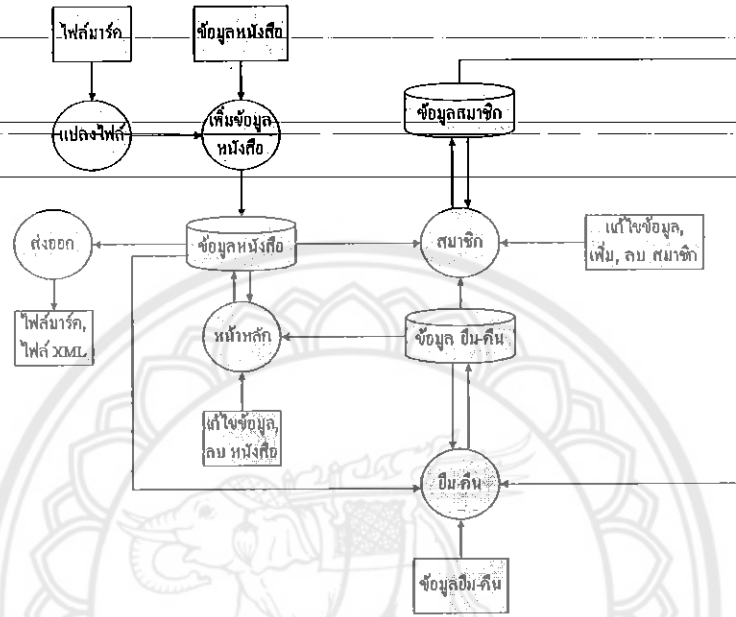 ไฟล์มาร์ค
ข้อมูลหนังสือ
แปลงไฟล์
เพิ่มข้อมูล
หนังสือ
ข้อมูลสมาชิก
ส่งออก
ข้อมูลหนังสือ
สมาชิก
แก้ไขข้อมูล,
เพิ่ม, ลบ สมาชิก
ไฟล์มาร์ค,
ไฟล์ XML
หน้าหลัก
ข้อมูล ยืม-คืน
แก้ไขข้อมูล,
ลบ หนังสือ
ยืม-คืน
ข้อมูลยืม-คืน